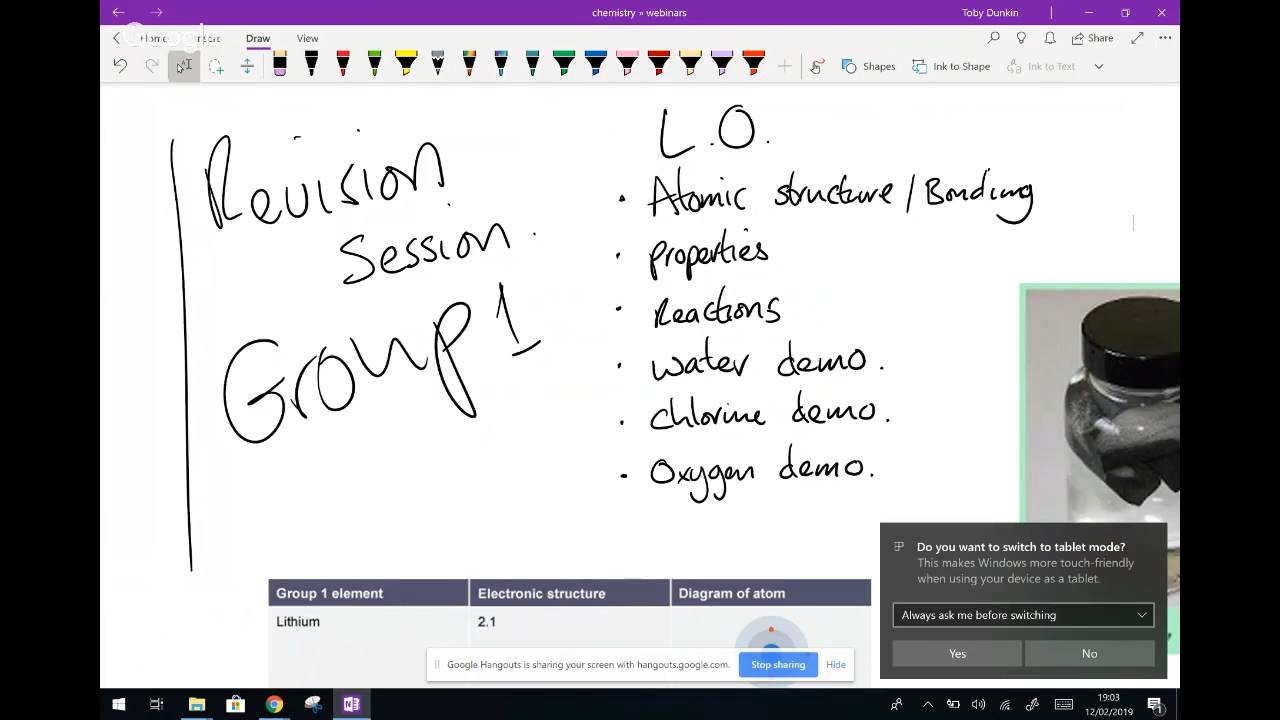 chemistry » webinars
Toby Dunkin
Google
Home
Insert
Draw
View
Share
Shapes
Ink to Shape
Ink to Text
Revision
Session.
Group 1
L.O.
• Atomic structure / Bonding
• properties
• Reactions
• water demo.
• chlorine demo.
• Oxygen demo.
Group 1 element Electronic structure Diagram of atom
Lithium 2.1
Do you want to switch to tablet mode?
This makes Windows more touch-friendly
when using your device as a tablet.
Always ask me before switching
Yes No
Google Hangouts is sharing your screen with hangouts.google.com. Stop sharing Hide
19:03
12/02/2019